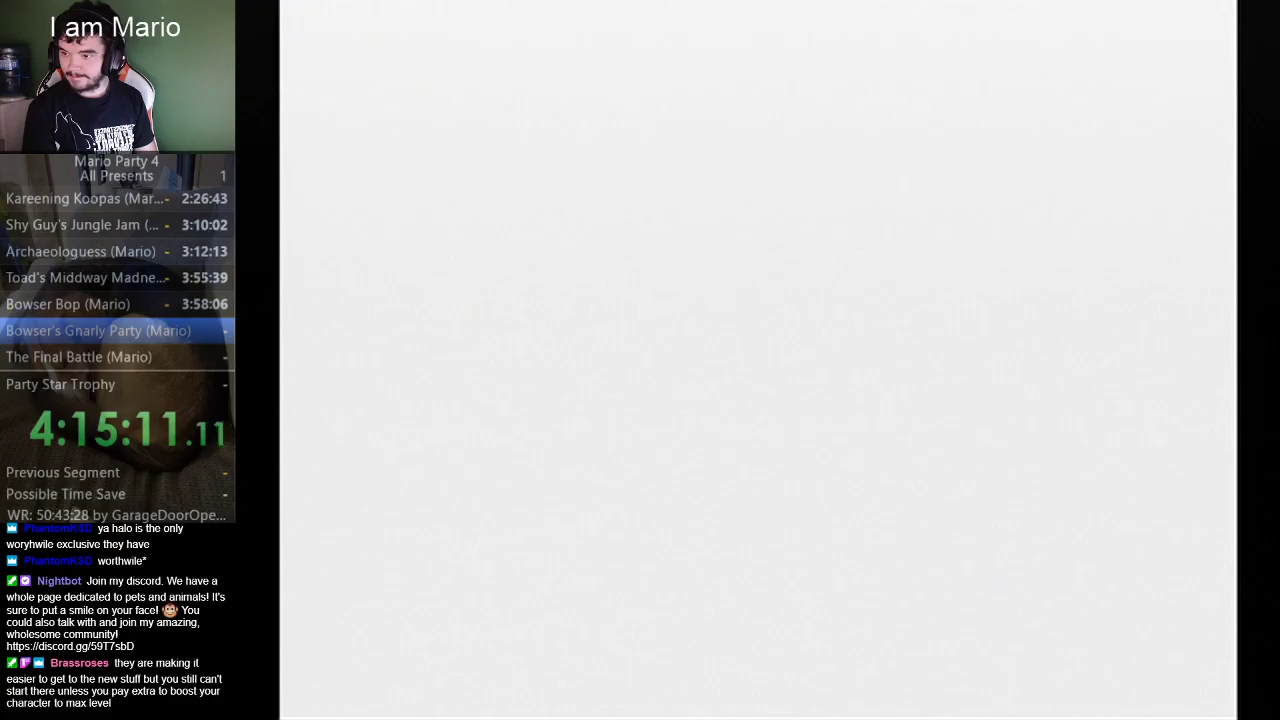 I am Mario
Mario Party 4
All Presents 1
Kareening Koopas (Mar... - 2:26:43
Shy Guy's Jungle Jam (... - 3:10:02
Archaeologuess (Mario) - 3:12:13
Toad's Middway Madne... - 3:55:39
Bowser Bop (Mario) - 3:58:06
Bowser's Gnarly Party (Mario) -
The Final Battle (Mario) -
Party Star Trophy -
4:15:11.11
Previous Segment -
Possible Time Save -
WR: 50:43:28 by GarageDoorOpe...
PhantomKSD ya halo is the only
woryhwile exclusive they have
PhantomKSD worthwile*
Nightbot Join my discord. We have a
whole page dedicated to pets and animals! It's
sure to put a smile on your face! 🐵 You
could also talk with and join my amazing,
wholesome community!
https://discord.gg/59T7sbD
Brassroses they are making it
easier to get to the new stuff but you still can't
start there unless you pay extra to boost your
character to max level